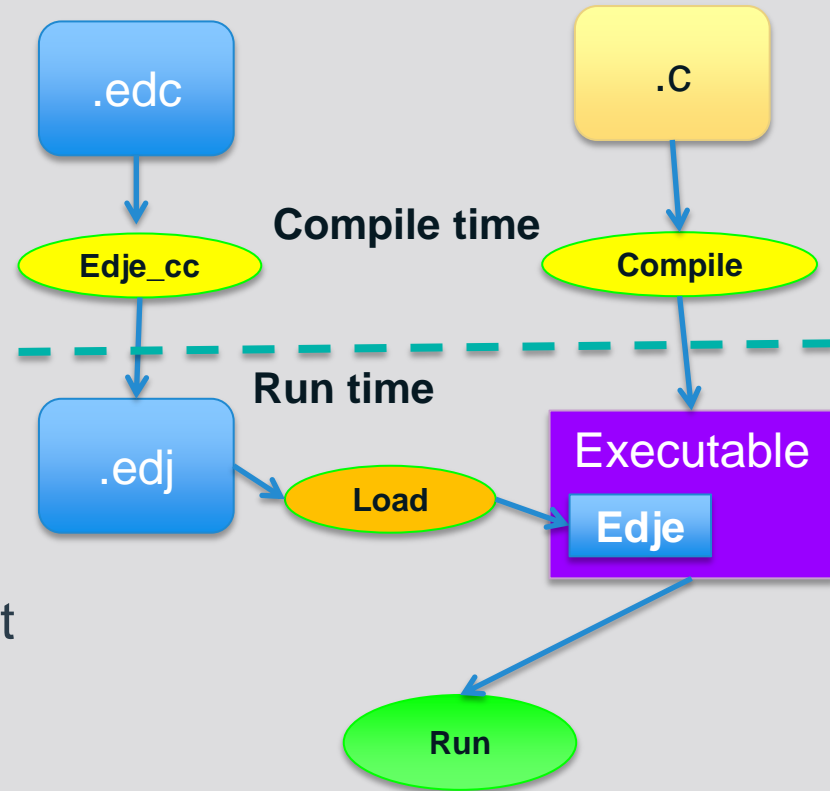 .edc
.c
Compile time
Edje_cc
Compile
Run time
Executable
.edj
Load
Edje
t
Run